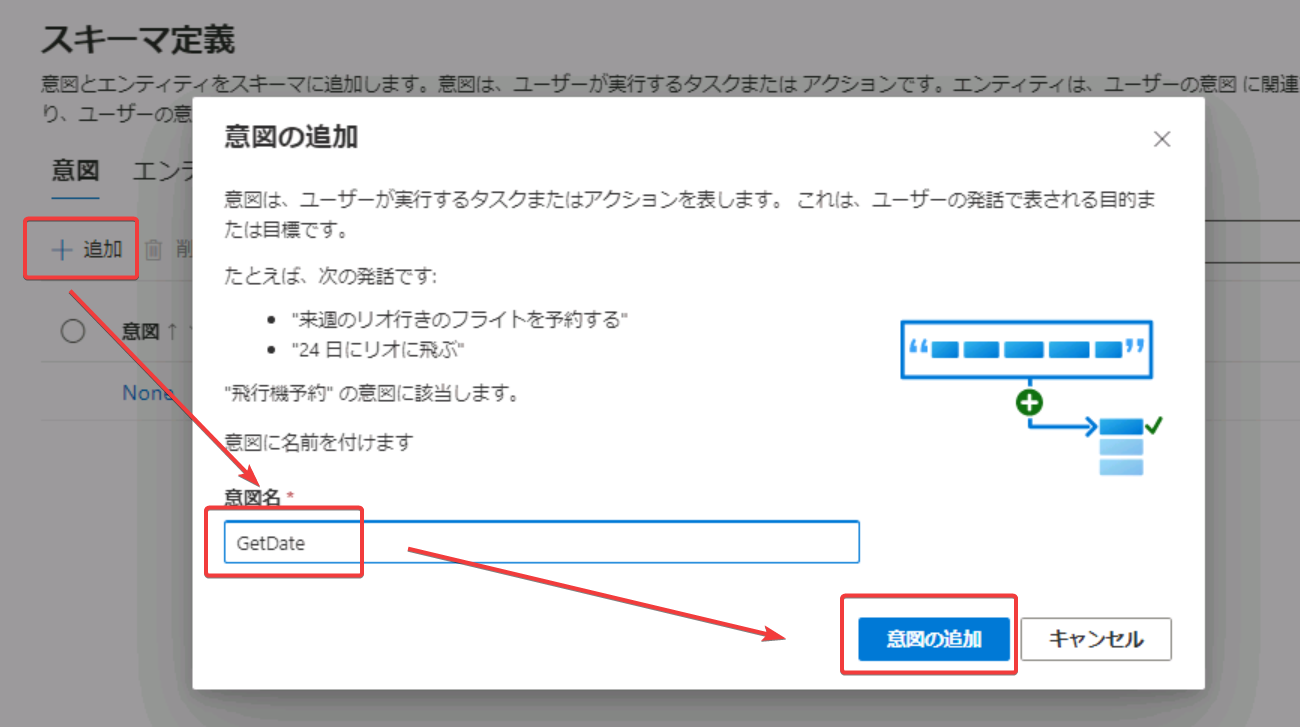 スキーマ定義
意図とエンティティをスキーマに追加します。意図は、ユーザーが実行するタスクまたは アクションです。エンティティは、ユーザーの意図 に関連
り、ユーザーの意
意図 エンテ
追加 削
意図 ↑
None
意図の追加
意図は、ユーザーが実行するタスクまたはアクションを表します。 これは、ユーザーの発話で表される目的ま
たは目標です。
たとえば、次の発話です:
• "来週のリオ行きのフライトを予約する"
• "24 日にリオに飛ぶ"
"飛行機予約" の意図に該当します。
意図に名前を付けます
意図名 *
GetDate
意図の追加 キャンセル